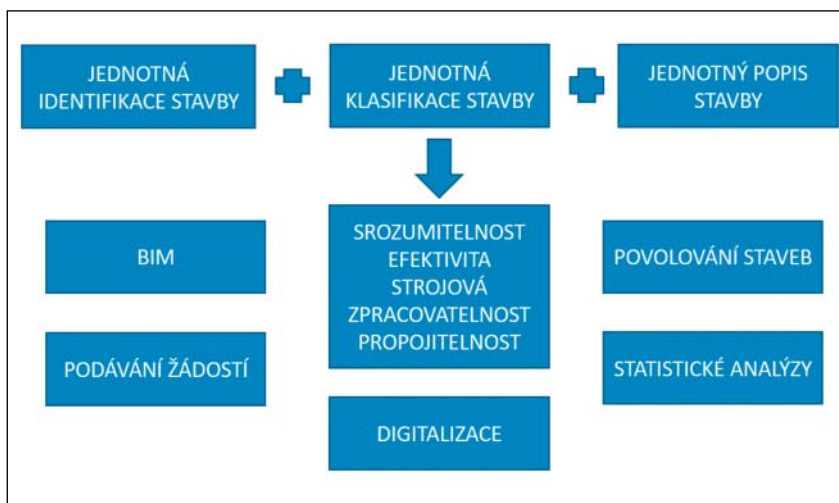 JEDNOTNÁ
IDENTIFIKACE STAVBY
JEDNOTNÁ
KLASIFIKACE STAVBY
JEDNOTNÝ POPIS
STAVBY
BIM
SROZUMITELNOST
EFEKTIVITA
STROJOVÁ
ZPRACOVATELNOST
PROPOJITELNOST
POVOLOVÁNÍ STAVEB
PODÁVÁNÍ ŽÁDOSTÍ
STATISTICKÉ ANALÝZY
DIGITALIZACE